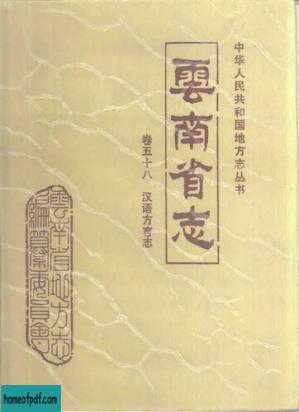 中华人民共和国地方志丛书
雲南省志
卷五十八 汉语方言志
雲南省地方志
編纂委員會
homeofpdf.com